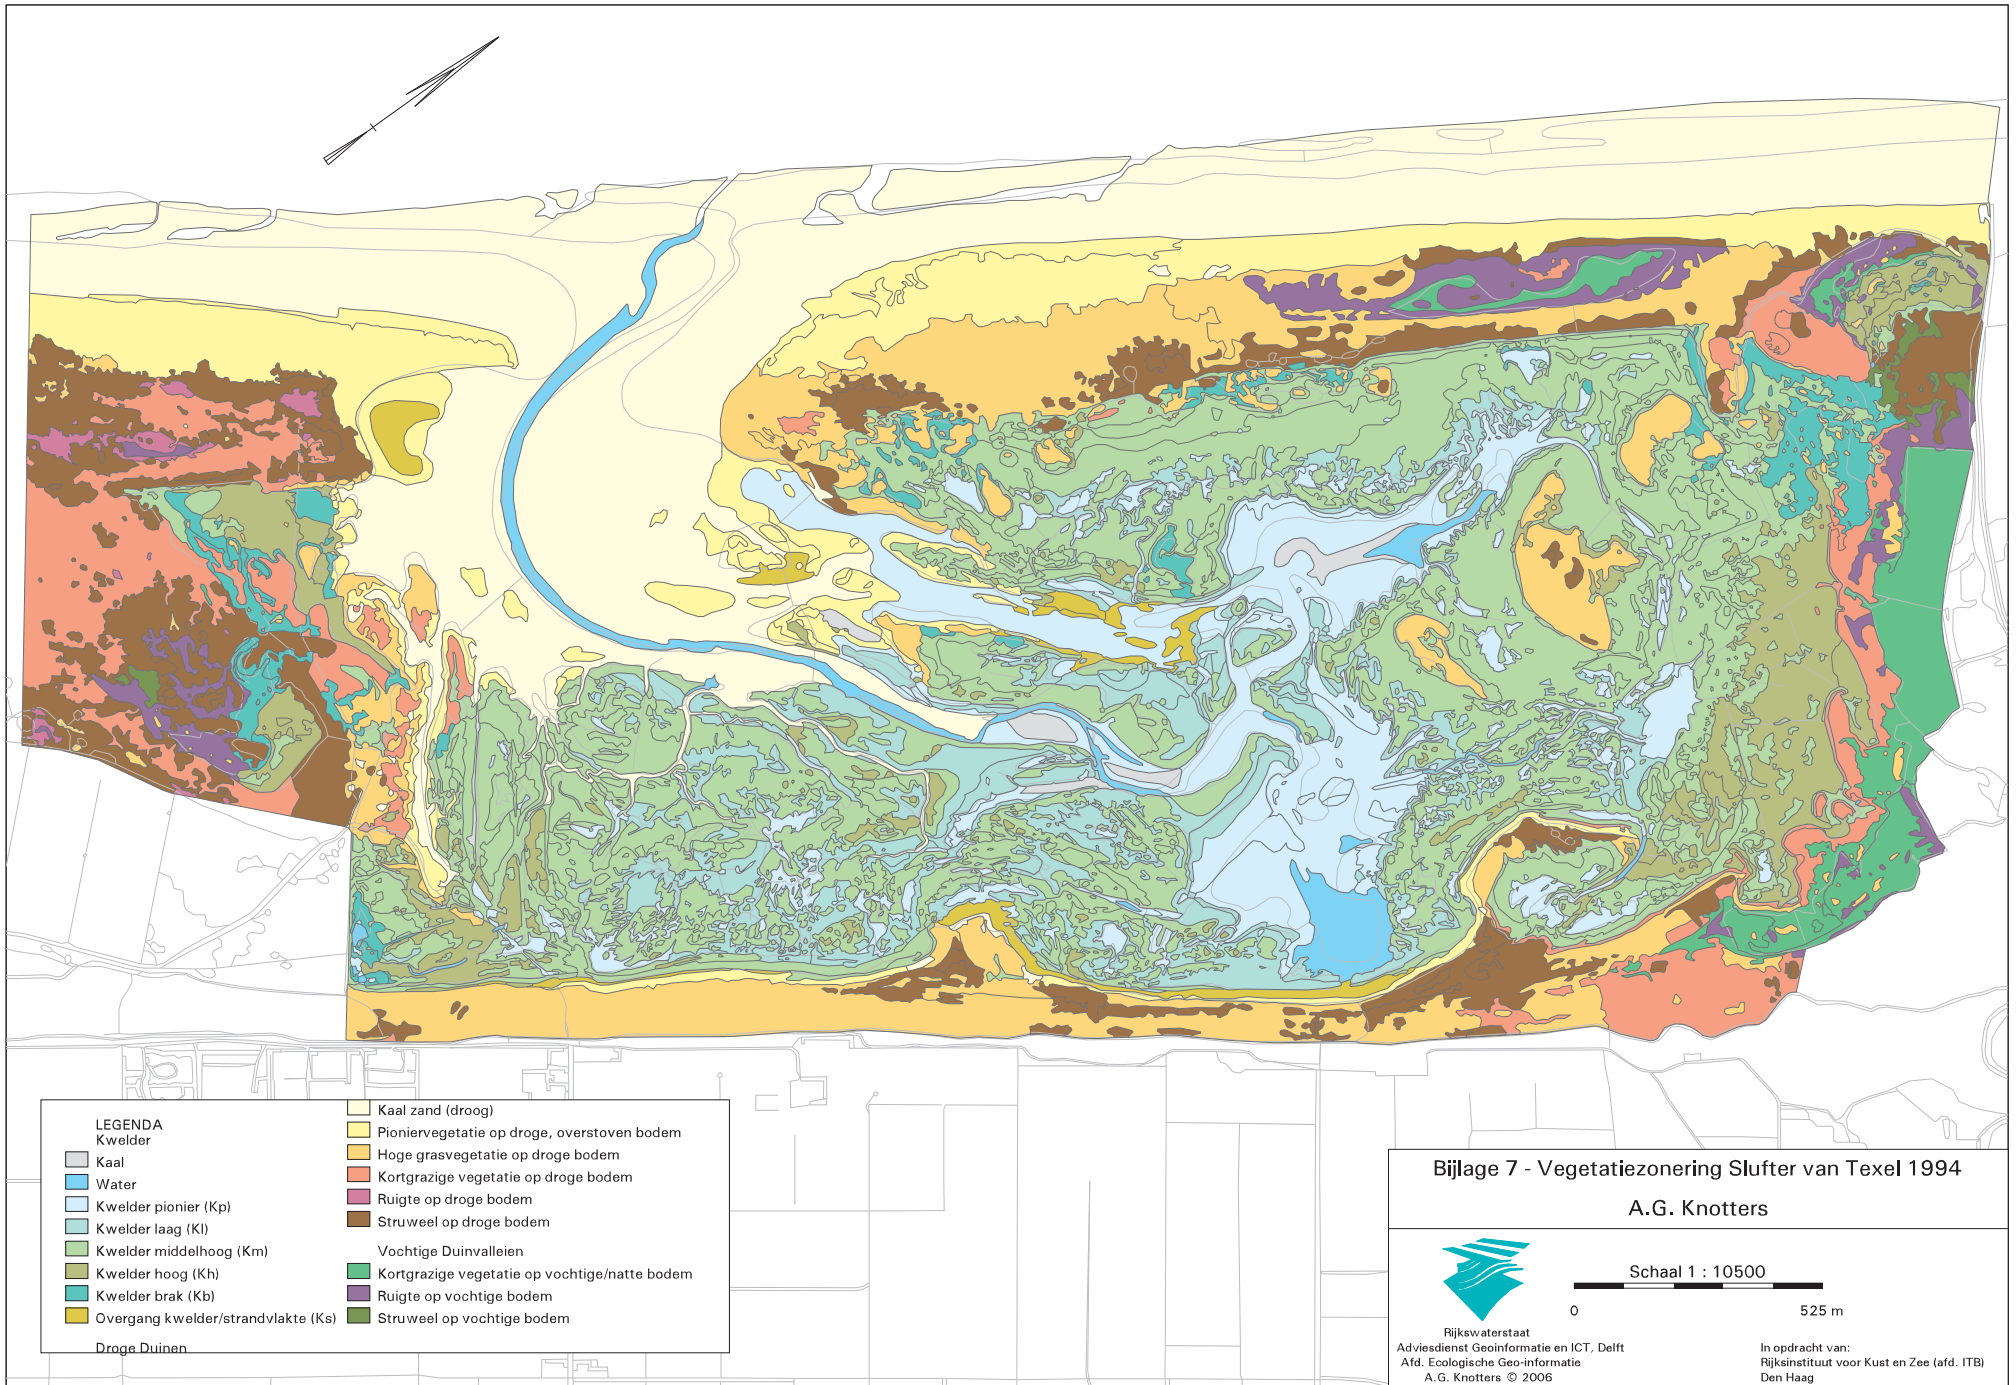 LEGENDA
Kwelder
Kaal
Water
Kwelder pionier (Kp)
Kwelder laag (Kl)
Kwelder middelhoog (Km)
Kwelder hoog (Kh)
Kwelder brak (Kb)
Overgang kwelder/strandvlakte (Ks)
Droge Duinen
Kaal zand (droog)
Pioniervegetatie op droge, overstoven bodem
Hoge grasvegetatie op droge bodem
Kortgrazige vegetatie op droge bodem
Ruigte op droge bodem
Struweel op droge bodem
Vochtige Duinvalleien
Kortgrazige vegetatie op vochtige/natte bodem
Ruigte op vochtige bodem
Struweel op vochtige bodem
Bijlage 7 - Vegetatiezonering Slufter van Texel 1994
A.G. Knotters
Schaal 1 : 10500
0 525 m
Rijkswaterstaat
Adviesdienst Geoinformatie en ICT, Delft
Afd. Ecologische Geo-informatie
A.G. Knotters © 2006
In opdracht van:
Rijksinstituut voor Kust en Zee (afd. ITB)
Den Haag